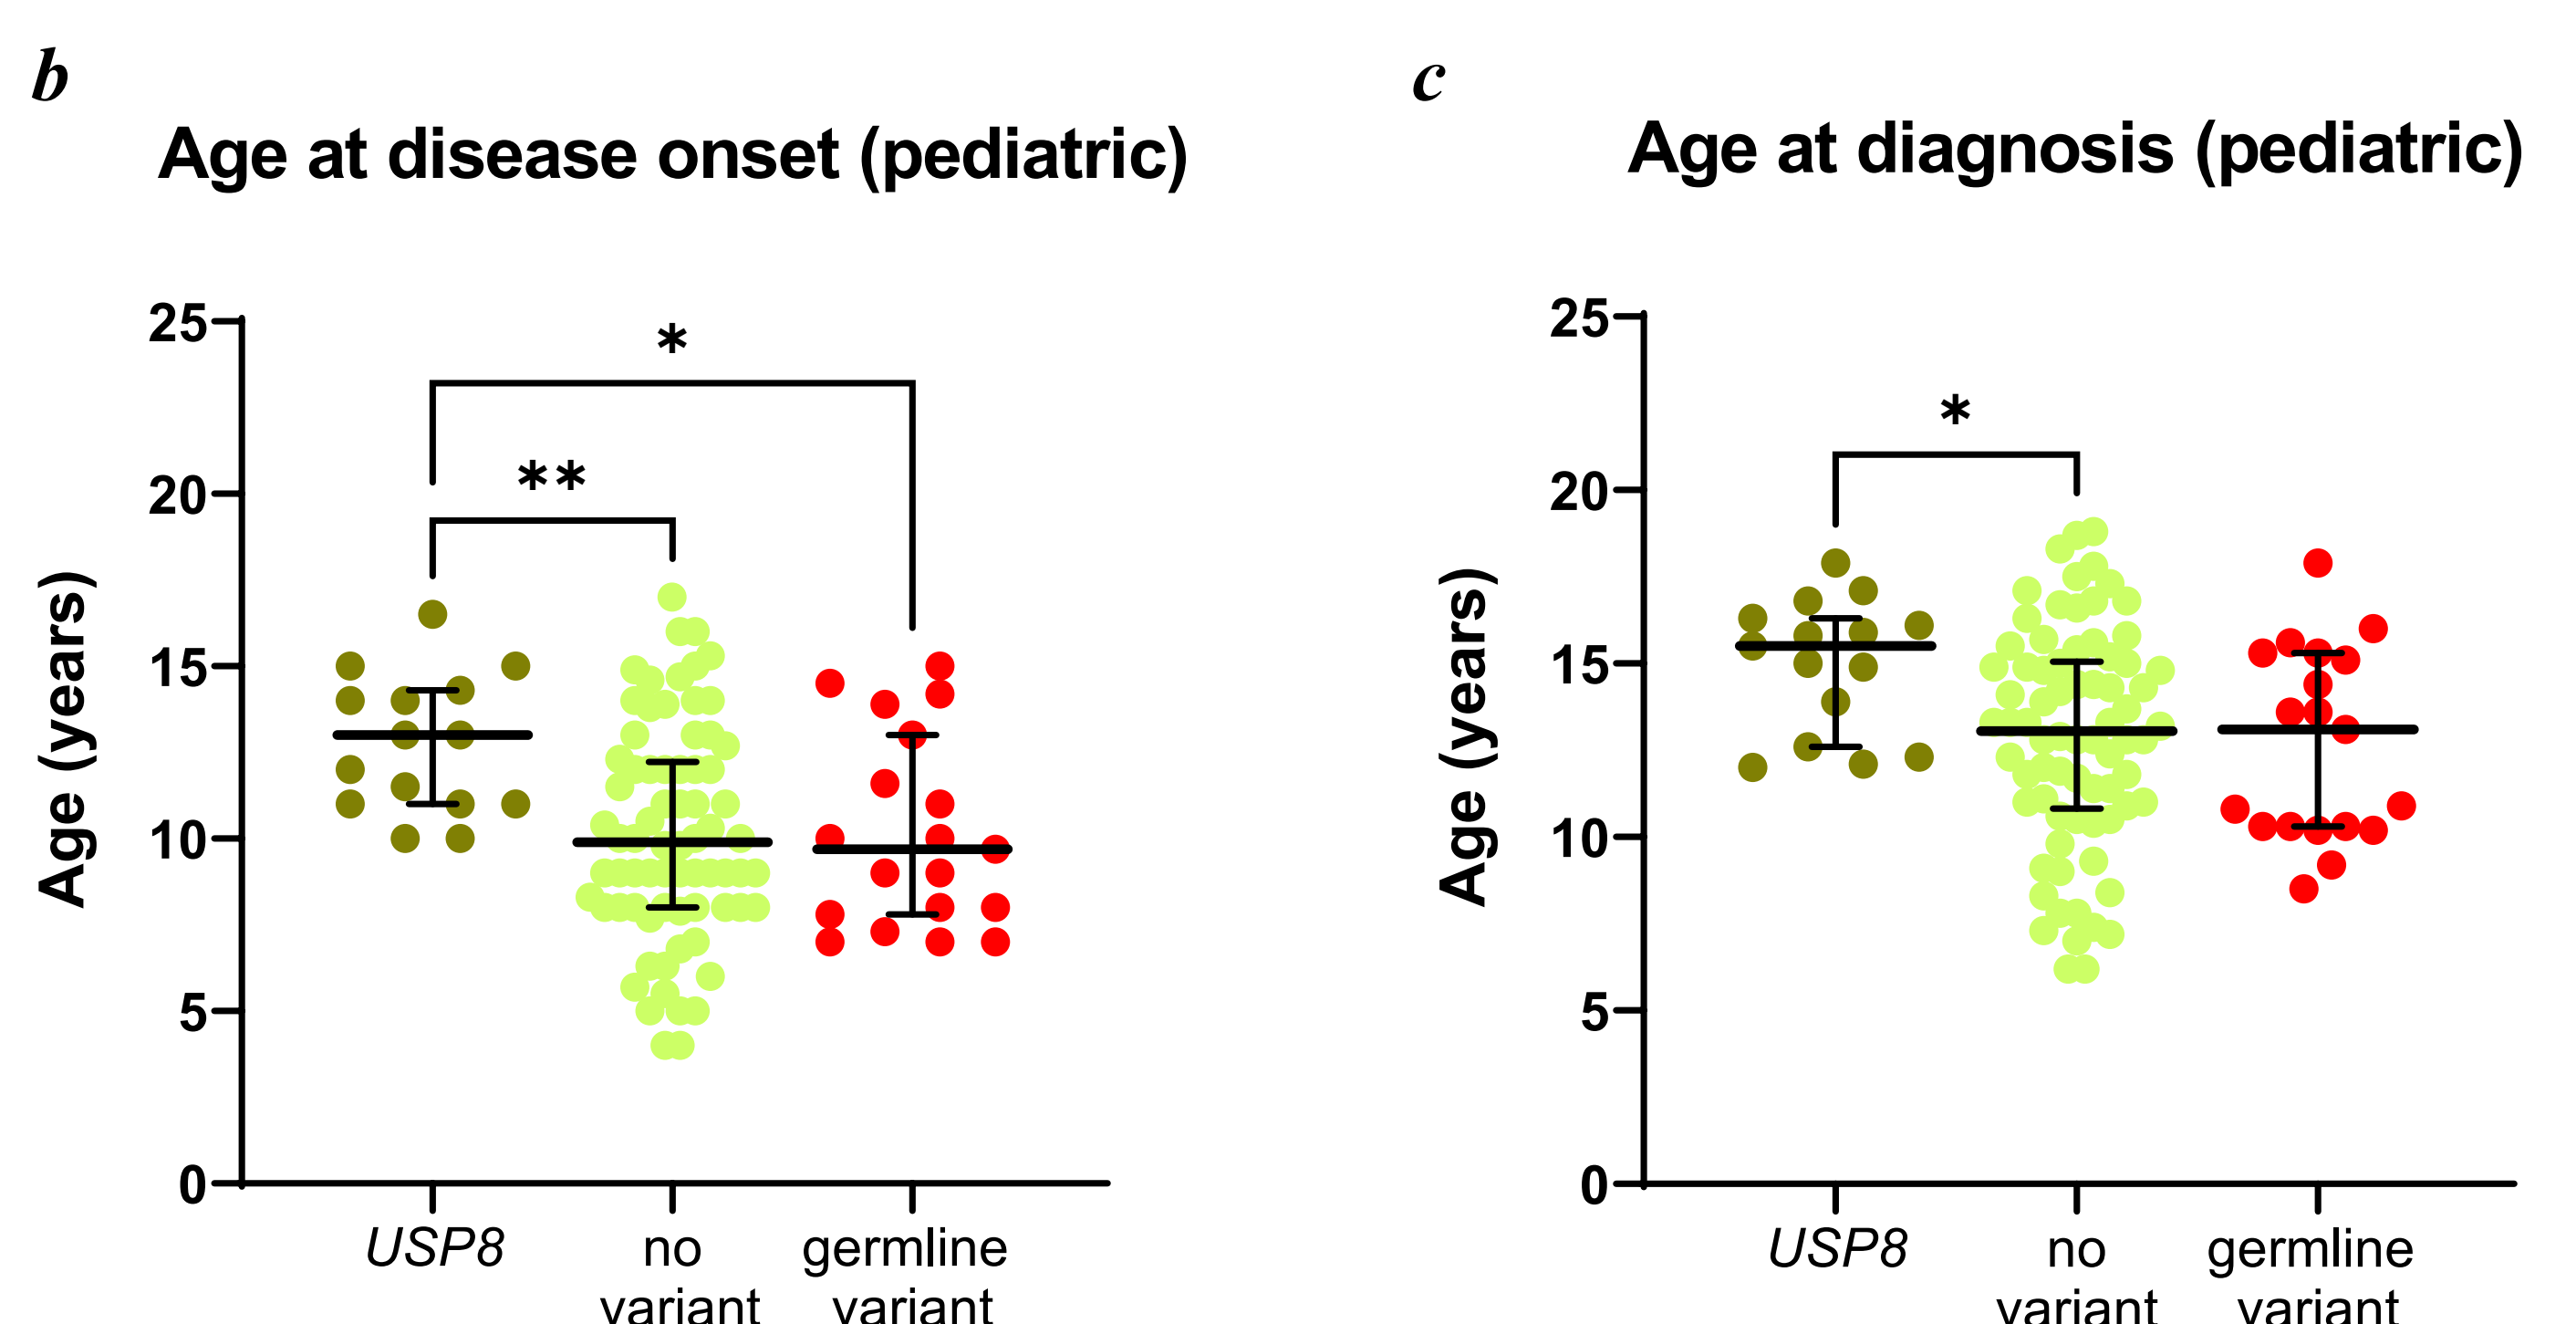 b
Age at disease onset (pediatric)
Age (years)
25
20
15
10
5
0
*
**
USP8
no
variant
germline
variant
c
Age at diagnosis (pediatric)
Age (years)
25
20
15
10
5
0
*
USP8
no
variant
germline
variant